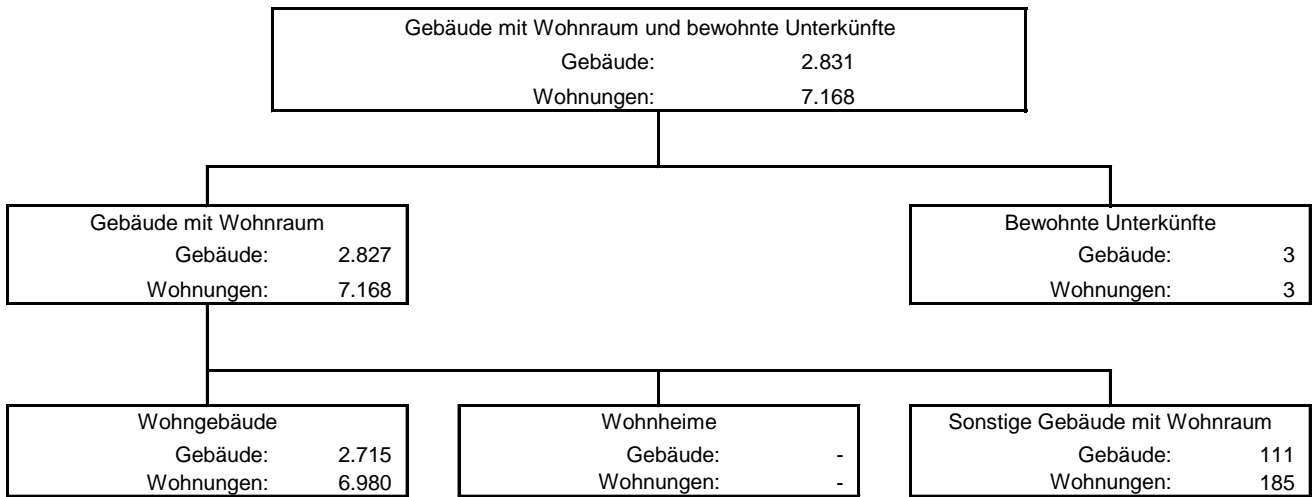 Gebäude mit Wohnraum und bewohnte Unterkünfte
Gebäude: 2.831
Wohnungen: 7.168
Gebäude mit Wohnraum
Gebäude: 2.827
Wohnungen: 7.168
Bewohnte Unterkünfte
Gebäude: 3
Wohnungen: 3
Wohngebäude
Gebäude: 2.715
Wohnungen: 6.980
Wohnheime
Gebäude: -
Wohnungen: -
Sonstige Gebäude mit Wohnraum
Gebäude: 111
Wohnungen: 185